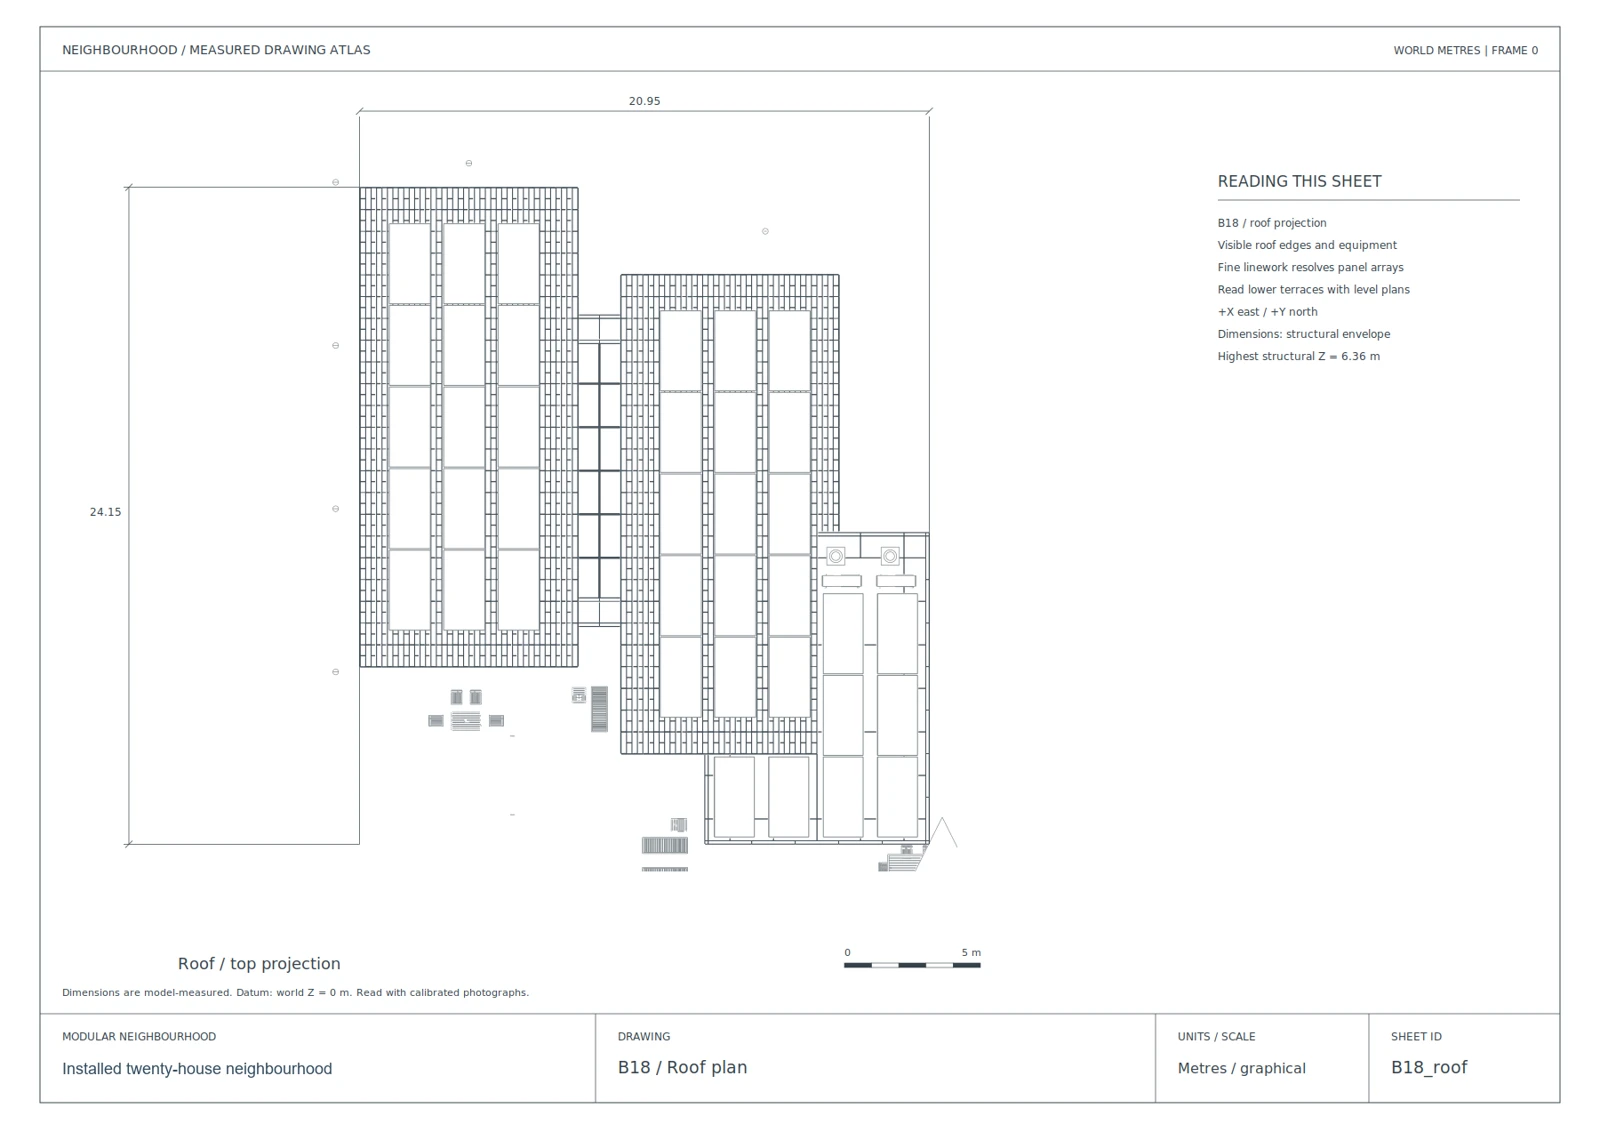 NEIGHBOURHOOD / MEASURED DRAWING ATLAS
WORLD METRES | FRAME 0
20.95
24.15
READING THIS SHEET
B18 / roof projection
Visible roof edges and equipment
Fine linework resolves panel arrays
Read lower terraces with level plans
+X east / +Y north
Dimensions: structural envelope
Highest structural Z = 6.36 m
0
5 m
Roof / top projection
Dimensions are model-measured. Datum: world Z = 0 m. Read with calibrated photographs.
MODULAR NEIGHBOURHOOD
Installed twenty-house neighbourhood
DRAWING
B18 / Roof plan
UNITS / SCALE
Metres / graphical
SHEET ID
B18_roof